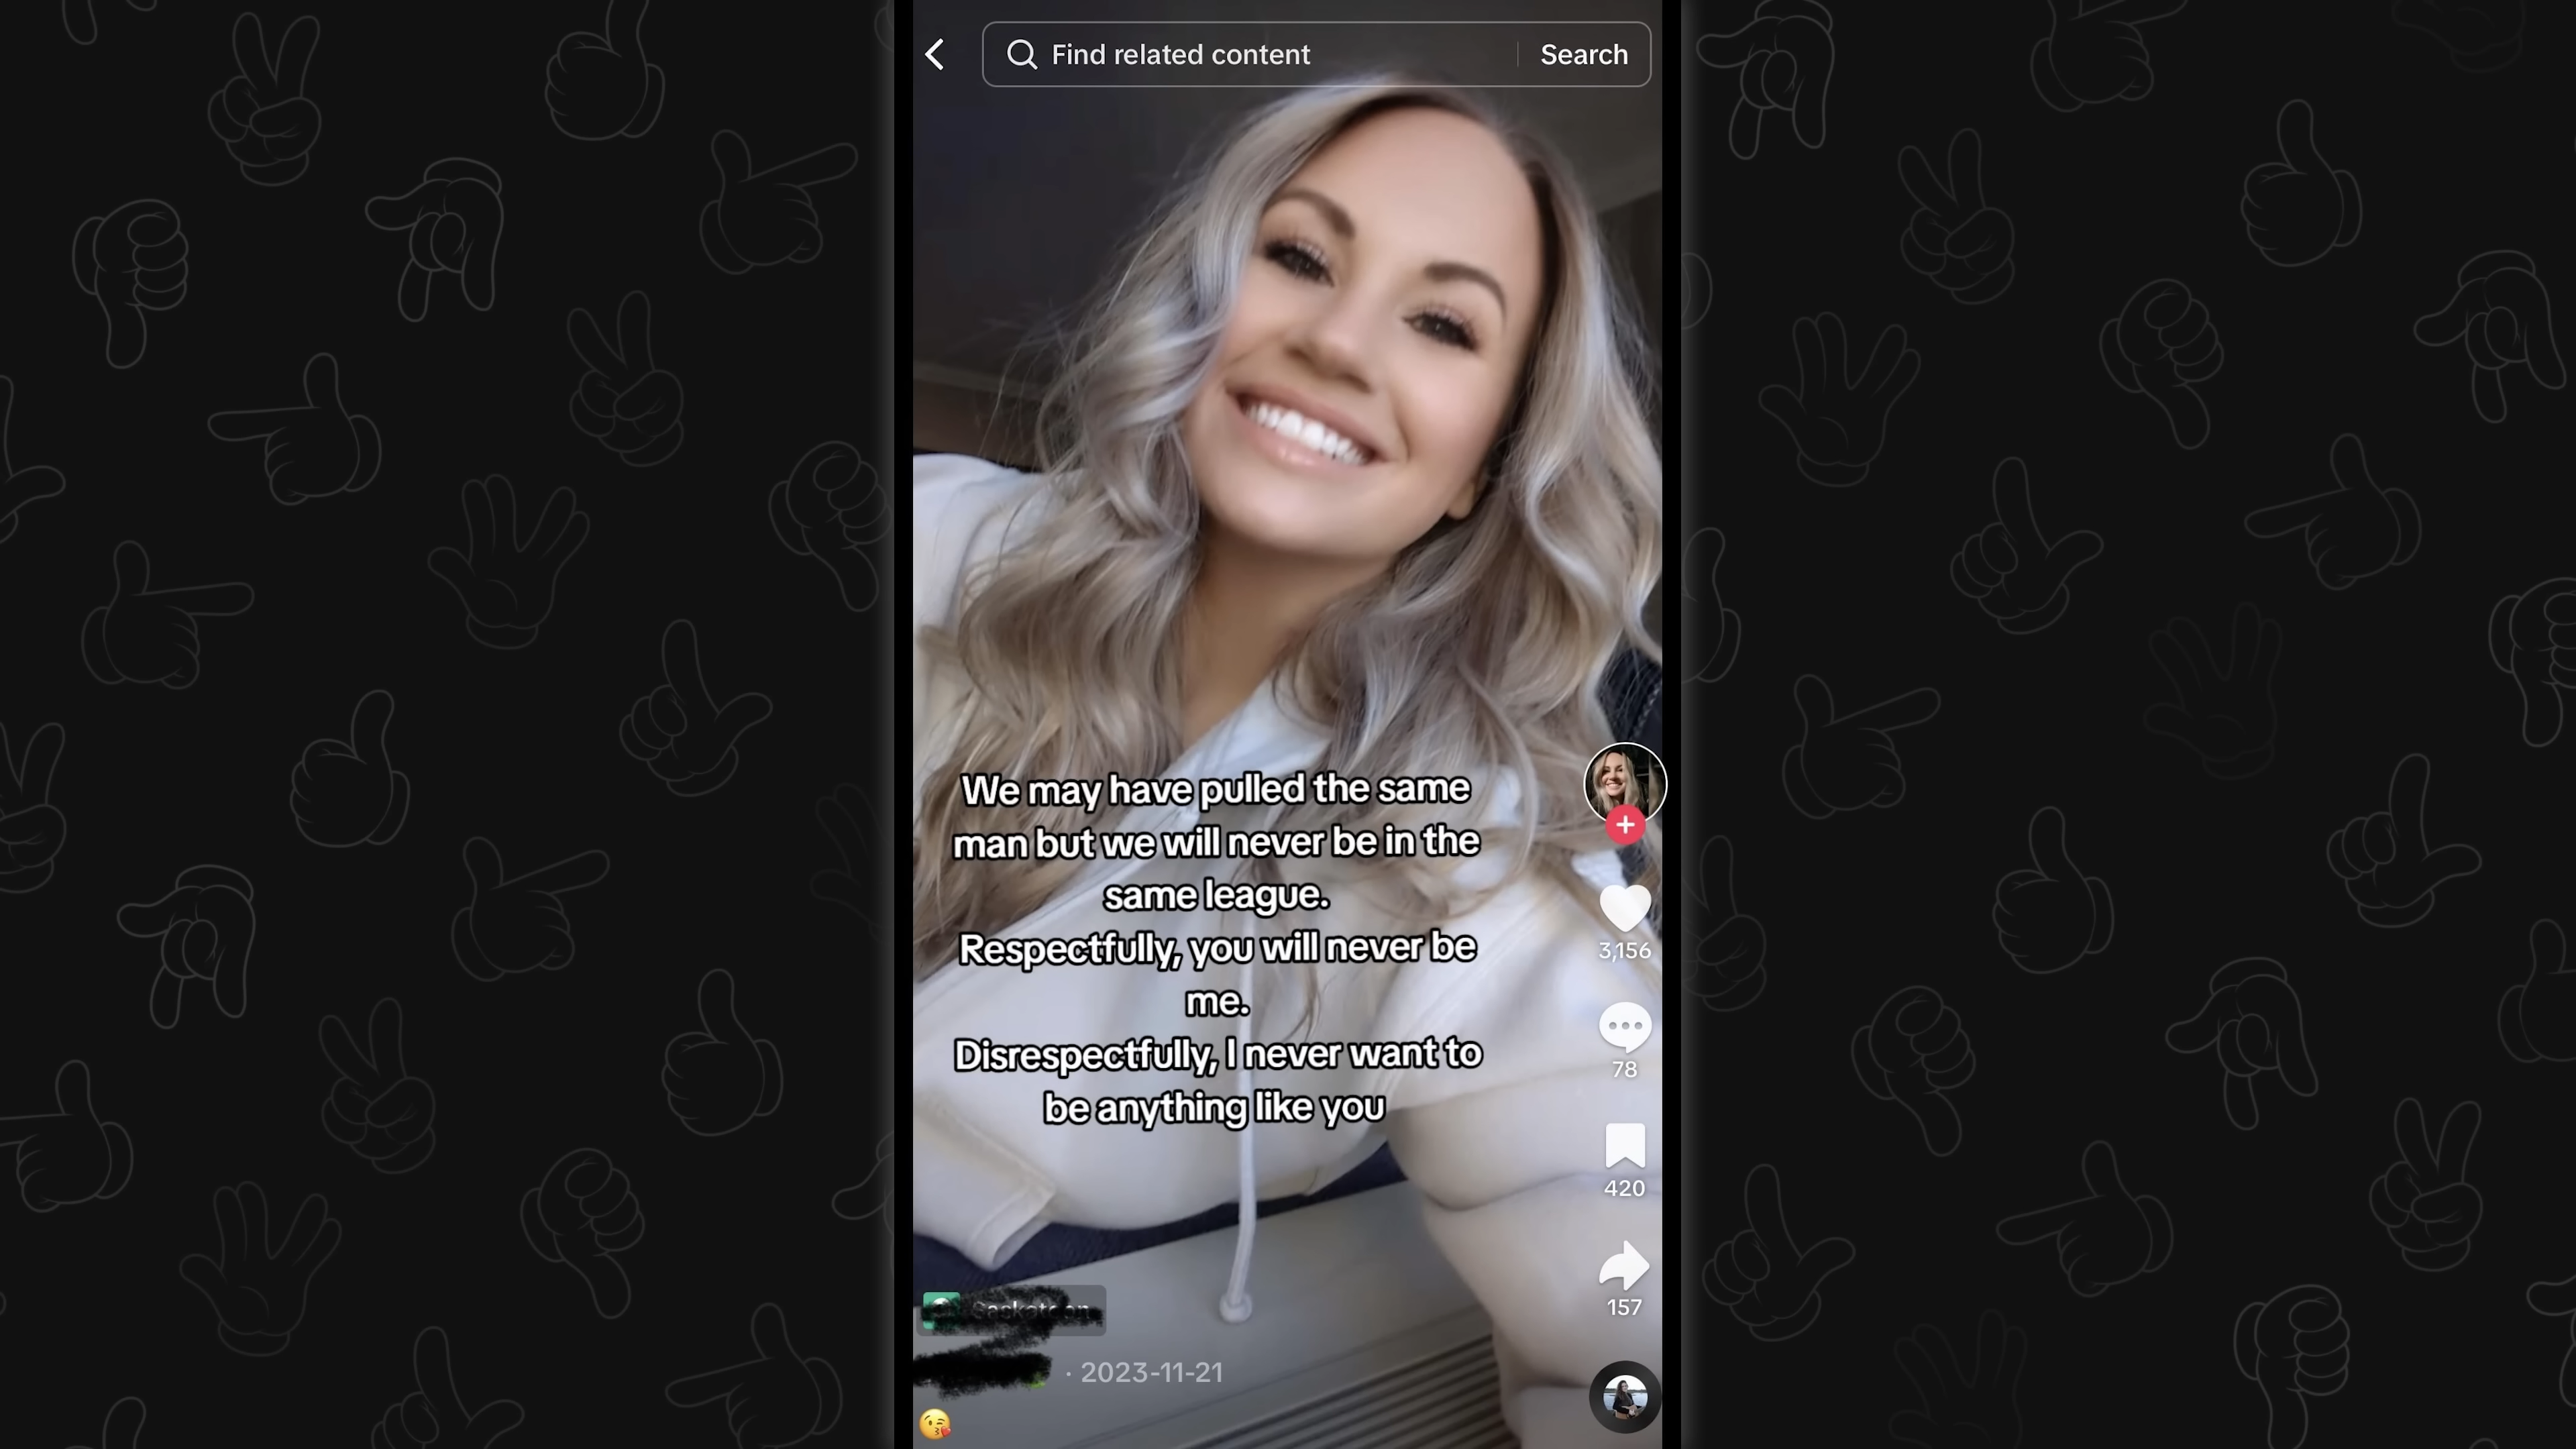 Find related content
Search
We may have pulled the same
man but we will never be in the
same league.
Respectfully, you will never be
me.
Disrespectfully, I never want to
be anything like you
3,156
78
420
157
· 2023-11-21